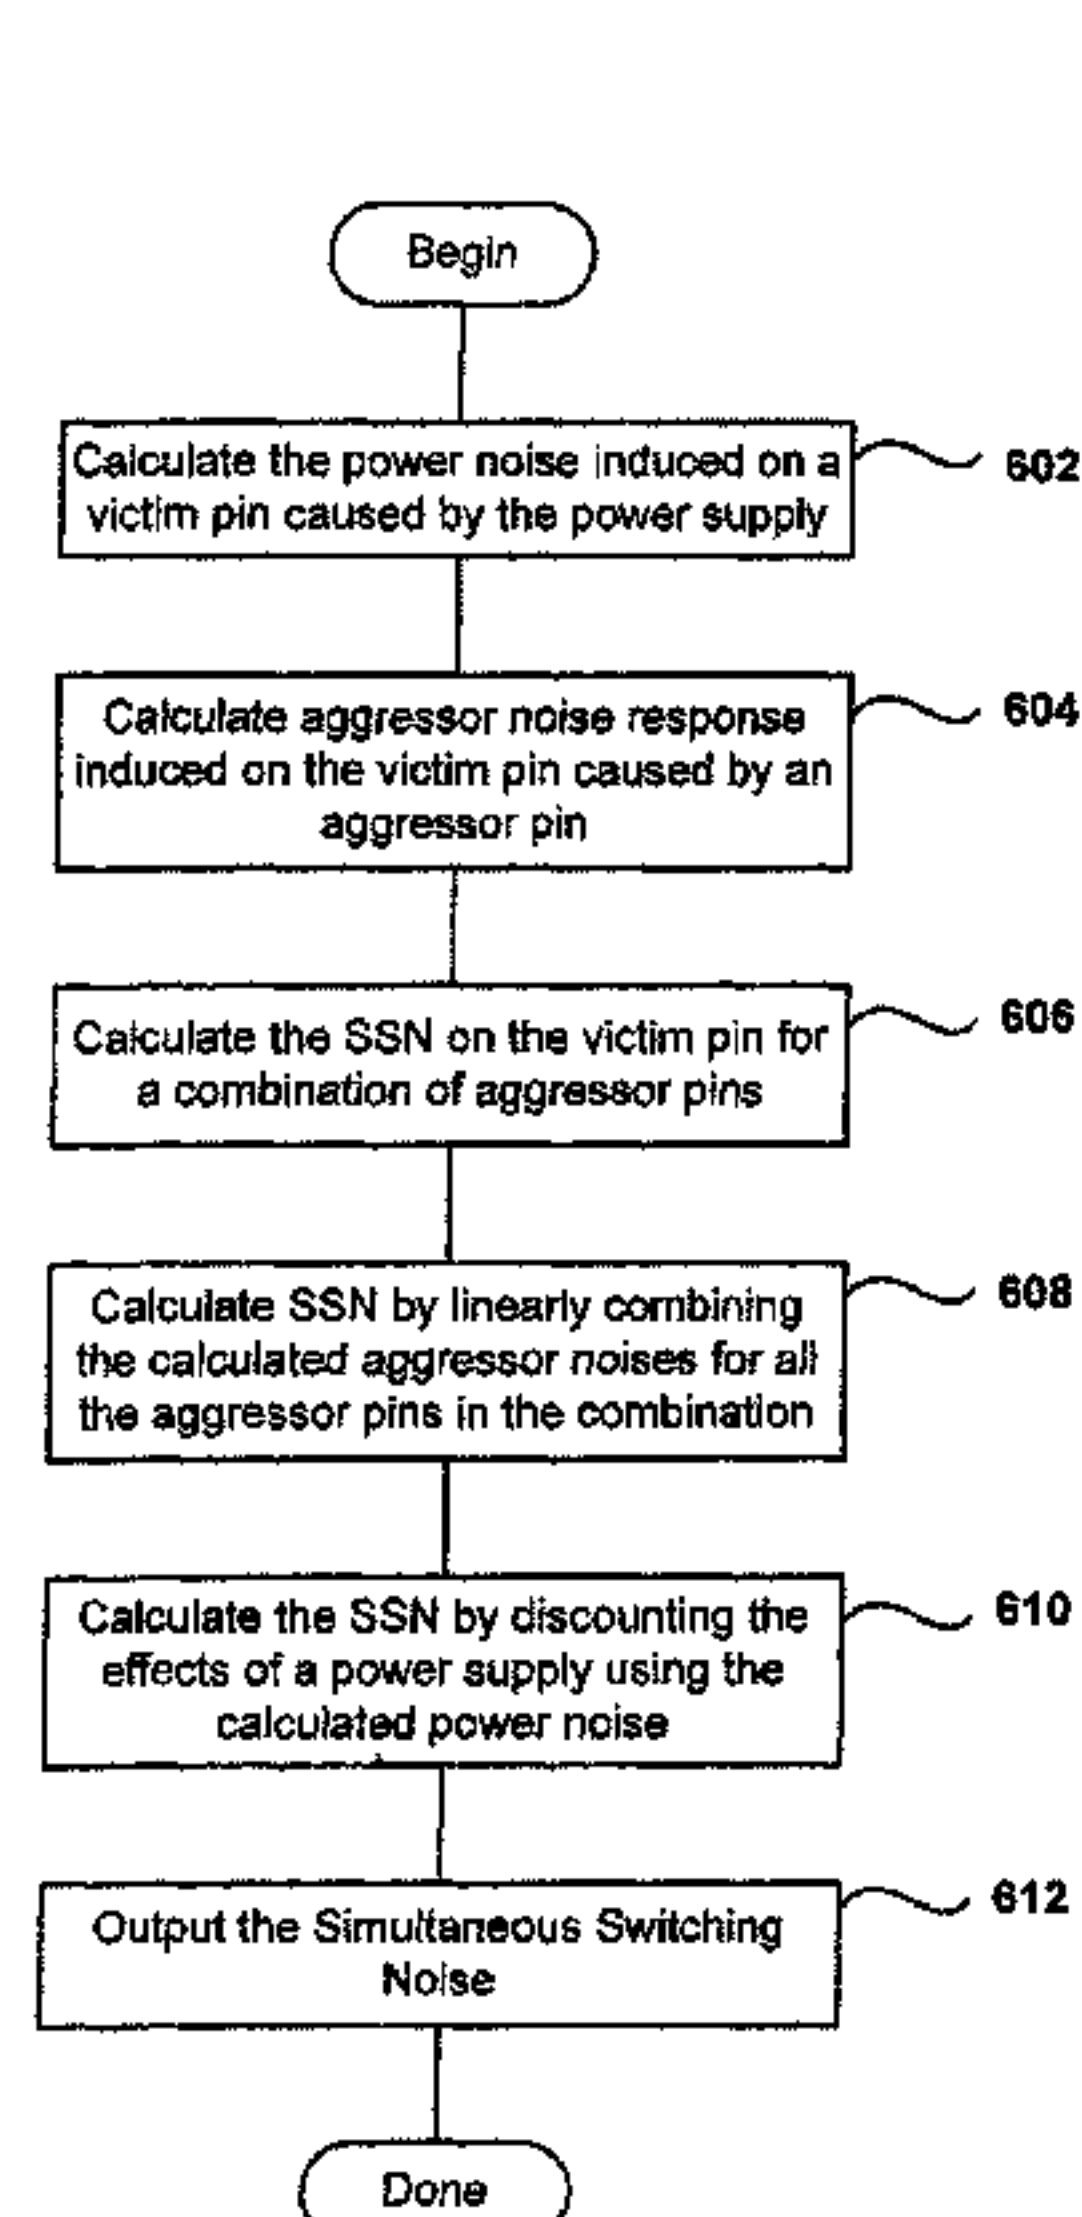 Begin
Calculate the power noise induced on a
victim pin caused by the power supply
602
Calculate aggressor noise response
induced on the victim pin caused by an
aggressor pin
604
Calculate the SSN on the victim pin for
a combination of aggressor pins
606
Calculate SSN by linearly combining
the calculated aggressor noises for all
the aggressor pins in the combination
608
Calculate the SSN by discounting the
effects of a power supply using the
calculated power noise
610
Output the Simultaneous Switching
Noise
612
Done